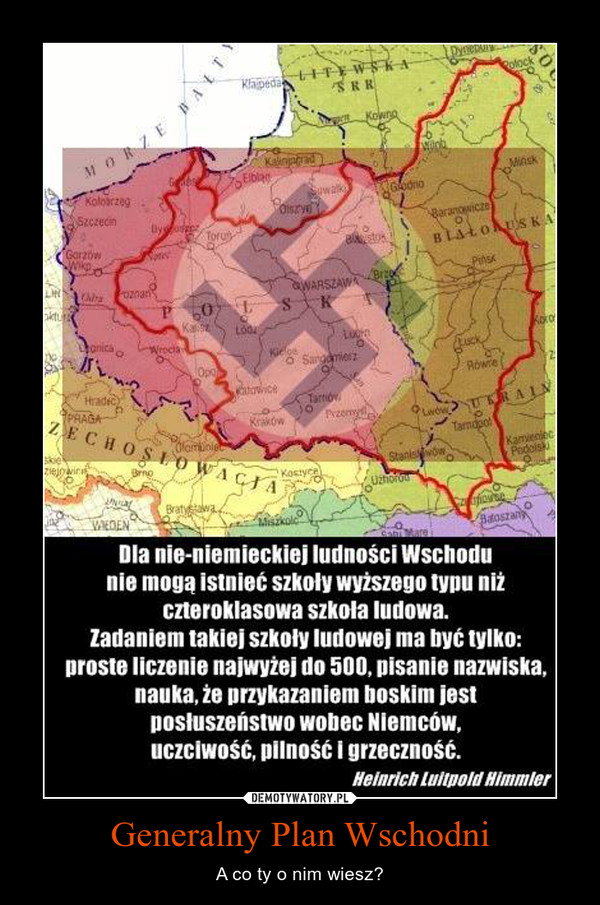 Dyneburg
Połock
LITEWSKA
SRR
Kłajpeda
MORZE BAŁTY
Kowno
Wilno
Mińsk
Kaliningrad
Elbląg
Suwałki
Grodno
Kołobrzeg
Szczecin
Olsztyn
Baranowicze
Bydgoszcz
Toruń
Białystok
BIAŁORUSKA
Gorzów
Wlkp.
Pińsk
WARSZAWA
Odra
Poznań
POLSKA
Kalisz
Łódź
Lublin
Łuck
Równe
Legnica
Wrocław
Kielce
Sandomierz
Opole
Katowice
Hradec
PRAGA
Tarnów
Kraków
Przemyśl
Lwów
UKRAIN
Tarnopol
Ołomuniec
Kamieniec
Podolski
CZECHOSŁOWACJA
Stanisławów
Brno
Koszyce
Użhorod
Bratysława
WIEDEŃ
Miszkolc
Satu Mare
Botoszany
Dla nie-niemieckiej ludności Wschodu
nie mogą istnieć szkoły wyższego typu niż
czteroklasowa szkoła ludowa.
Zadaniem takiej szkoły ludowej ma być tylko:
proste liczenie najwyżej do 500, pisanie nazwiska,
nauka, że przykazaniem boskim jest
posłuszeństwo wobec Niemców,
uczciwość, pilność i grzeczność.
Heinrich Luitpold Himmler
DEMOTYWATORY.PL
Generalny Plan Wschodni
A co ty o nim wiesz?